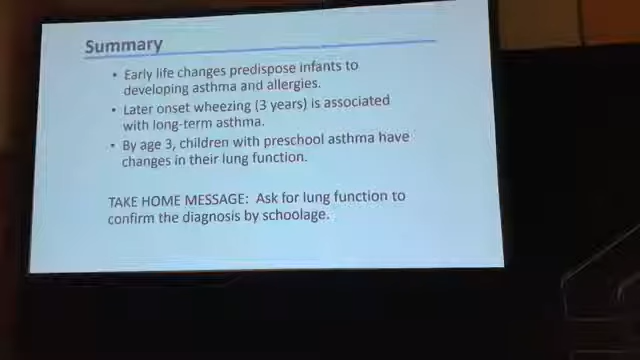 Summary
• Early life changes predispose infants to
developing asthma and allergies.
• Later onset wheezing (3 years) is associated
with long-term asthma.
• By age 3, children with preschool asthma have
changes in their lung function.
TAKE HOME MESSAGE: Ask for lung function to
confirm the diagnosis by schoolage.